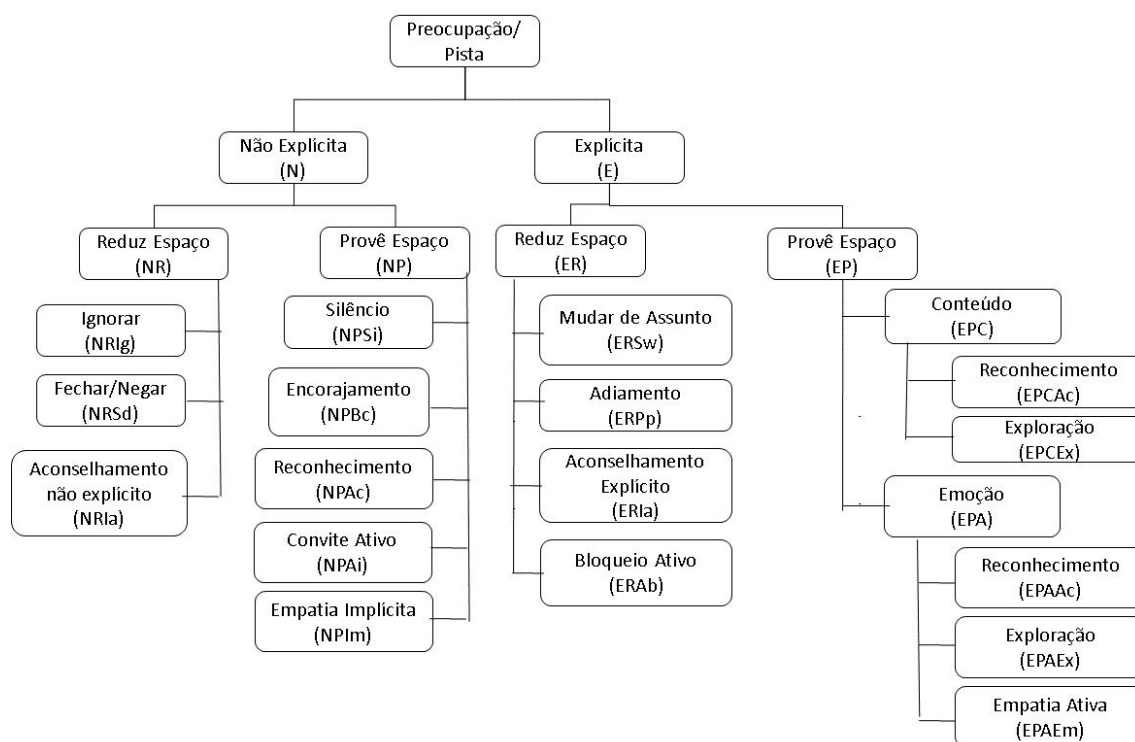 Preocupação/
Pista
Não Explícita
(N)
Explícita
(E)
Reduz Espaço
(NR)
Provê Espaço
(NP)
Reduz Espaço
(ER)
Provê Espaço
(EP)
Ignorar
(NRIg)
Fechar/Negar
(NRSd)
Aconselhamento
não explícito
(NRIa)
Silêncio
(NPSi)
Encorajamento
(NPBc)
Reconhecimento
(NPAc)
Convite Ativo
(NPAi)
Empatia Implícita
(NPIm)
Mudar de Assunto
(ERSw)
Adiamento
(ERPp)
Aconselhamento
Explícito
(ERIa)
Bloqueio Ativo
(ERAb)
Conteúdo
(EPC)
Reconhecimento
(EPCAc)
Exploração
(EPCEx)
Emoção
(EPA)
Reconhecimento
(EPAAc)
Exploração
(EPAEx)
Empatia Ativa
(EPAEm)